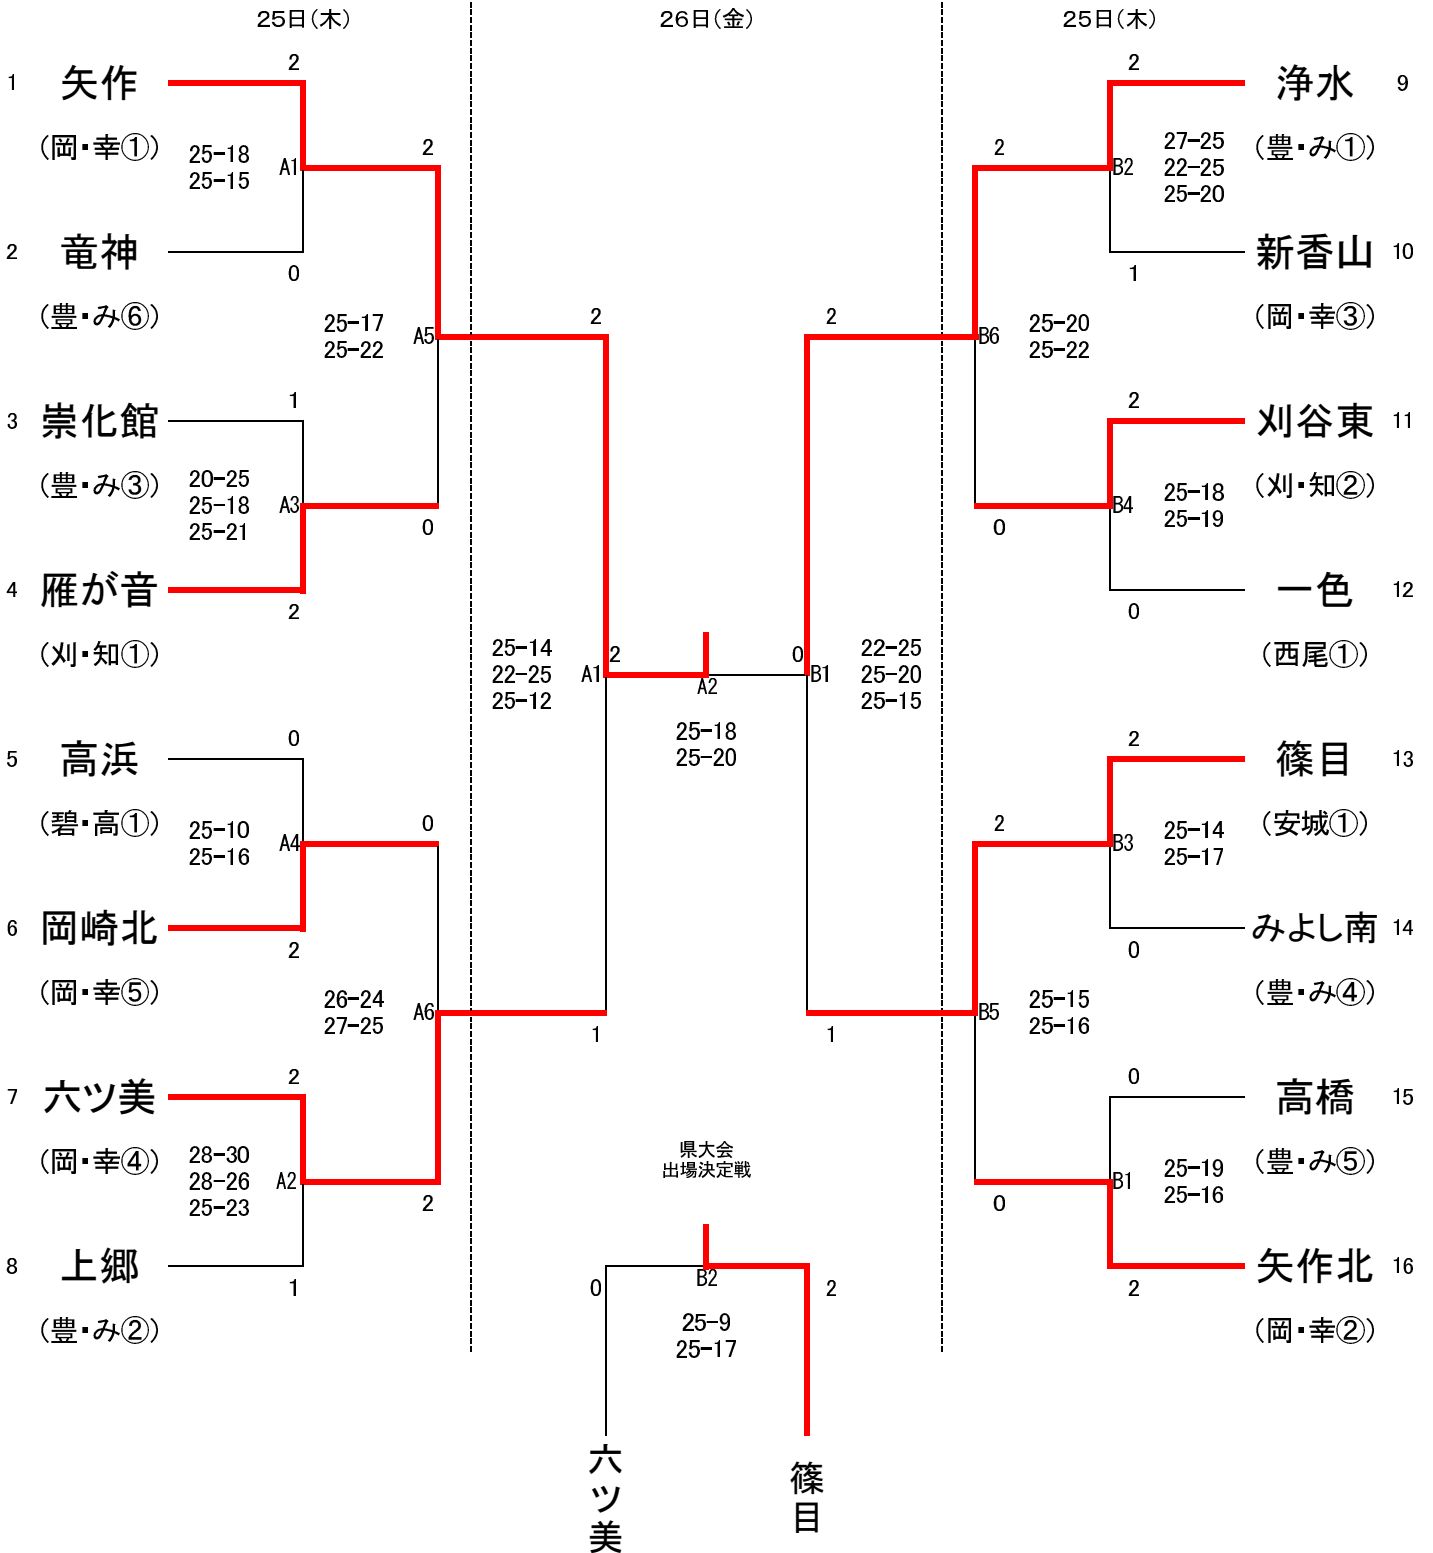 25日（木）
26日（金）
25日（木）
1
矢作
（岡・幸①）
2
25-18
25-15
A1
2
竜神
（豊・み⑥）
0
2
25-17
25-22
A5
3
崇化館
（豊・み③）
1
20-25
25-18
25-21
A3
0
4
雁が音
（刈・知①）
2
5
高浜
（碧・高①）
0
25-10
25-16
A4
0
6
岡崎北
（岡・幸⑤）
2
26-24
27-25
A6
7
六ツ美
（岡・幸④）
2
28-30
28-26
25-23
A2
2
8
上郷
（豊・み②）
1
2
25-14
22-25
25-12
A1
1
2
A2
0
25-18
25-20
2
B1
22-25
25-20
25-15
1
県大会
出場決定戦
0
B2
2
25-9
25-17
六ツ美
篠目
2
浄水
9
（豊・み①）
2
B2
27-25
22-25
25-20
新香山
10
1
（岡・幸③）
B6
25-20
25-22
2
刈谷東
11
（刈・知②）
B4
25-18
25-19
0
一色
12
0
（西尾①）
2
篠目
13
（安城①）
2
B3
25-14
25-17
みよし南
14
0
（豊・み④）
B5
25-15
25-16
0
高橋
15
（豊・み⑤）
B1
25-19
25-16
0
矢作北
16
2
（岡・幸②）